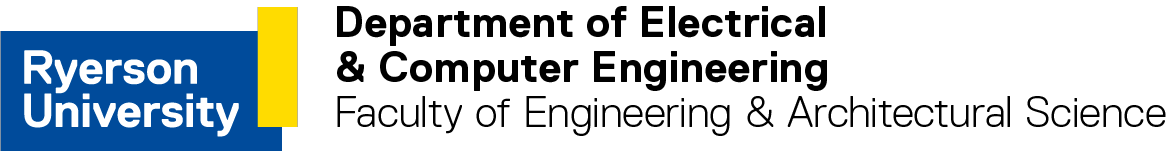 Ryerson
University
Department of Electrical
& Computer Engineering
Faculty of Engineering & Architectural Science